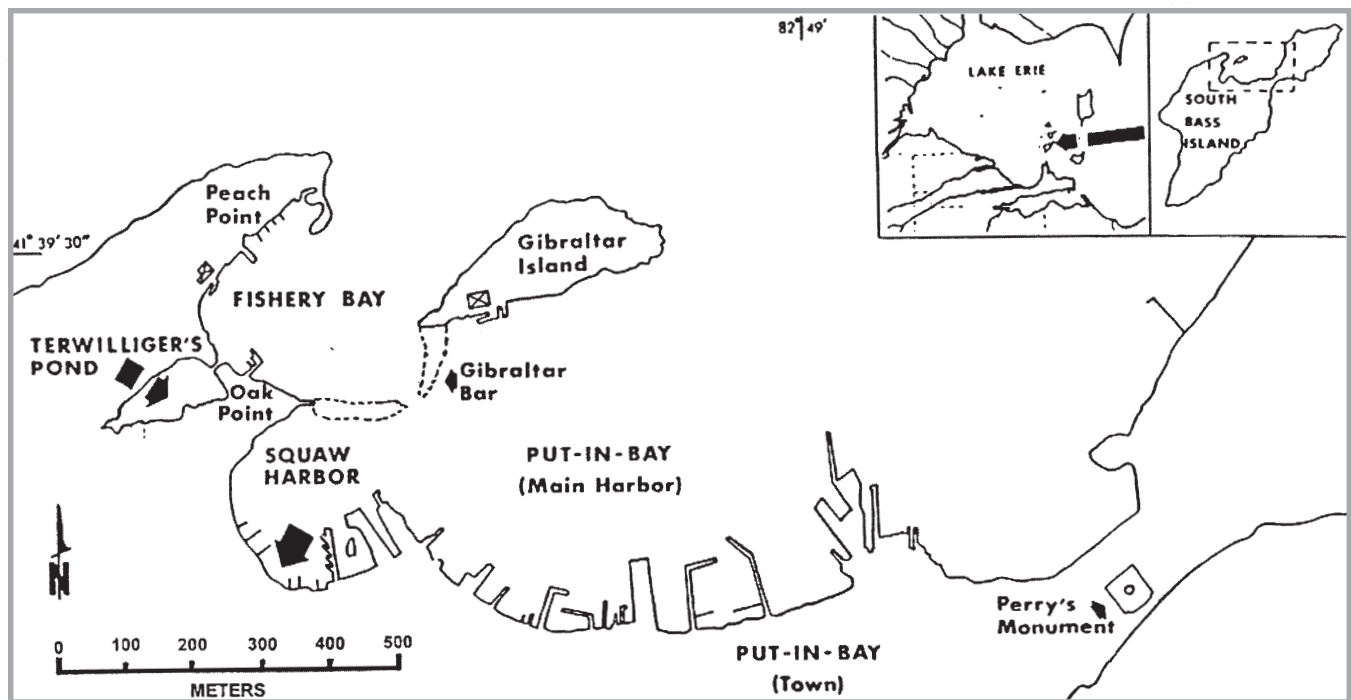 82° 49'
LAKE ERIE
SOUTH
BASS
ISLAND
Peach
Point
Gibraltar
Island
41° 39' 30"
FISHERY BAY
TERWILLIGER'S
POND
Gibraltar
Bar
Oak
Point
SQUAW
HARBOR
PUT-IN-BAY
(Main Harbor)
N
Perry's
Monument
0 100 200 300 400 500
METERS
PUT-IN-BAY
(Town)